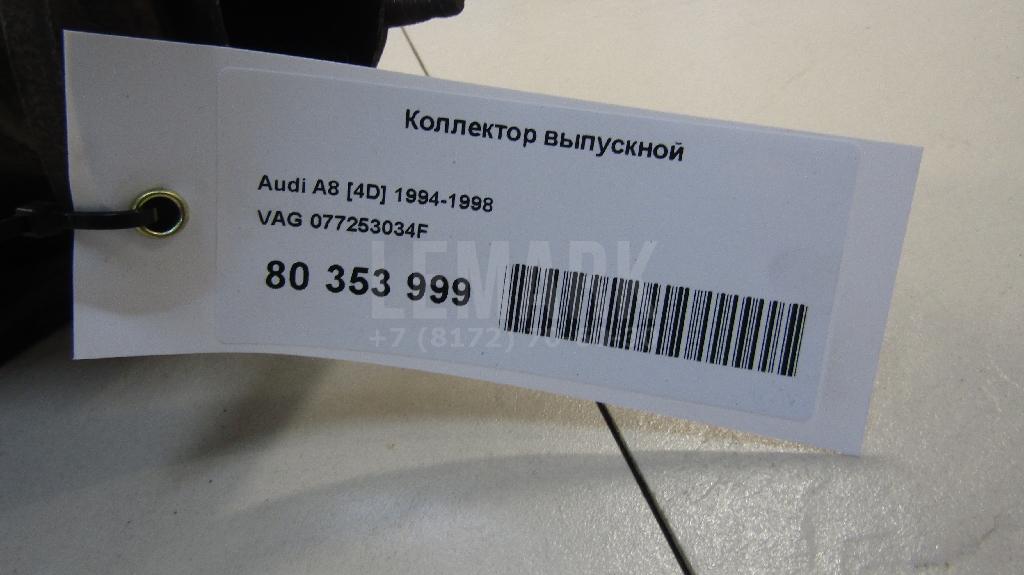 Коллектор выпускной
Audi A8 [4D] 1994-1998
VAG 077253034F
80 353 999
LEMARK
+7 (8172)